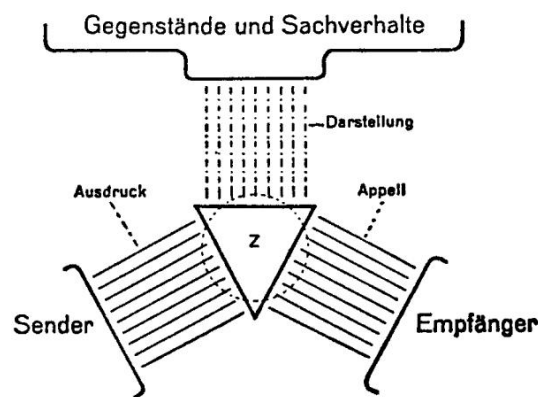 Gegenstände und Sachverhalte
Darstellung
Ausdruck
Appell
Z
Sender
Empfänger